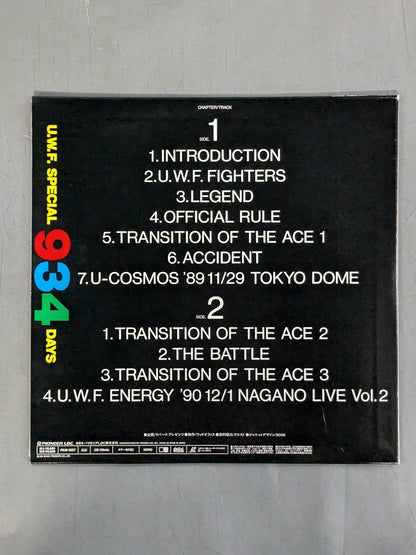 CHAPTER/TRACK
SIDE 1
1.INTRODUCTION
2.U.W.F. FIGHTERS
3.LEGEND
4.OFFICIAL RULE
5.TRANSITION OF THE ACE 1
6.ACCIDENT
7.U-COSMOS '89 11/29 TOKYO DOME
SIDE 2
1.TRANSITION OF THE ACE 2
2.THE BATTLE
3.TRANSITION OF THE ACE 3
4.U.W.F. ENERGY '90 12/1 NAGANO LIVE Vol.2
U.W.F. SPECIAL 934 DAYS
PIONEER LDC